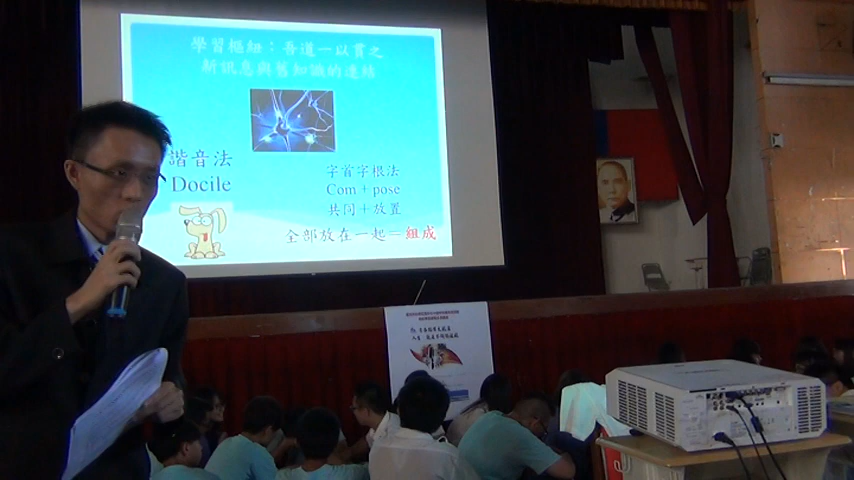 學習樞紐：吾道一以貫之
新訊息與舊知識的連結
諧音法
Docile
字首字根法
Com + pose
共同＋放置
全部放在一起＝組成